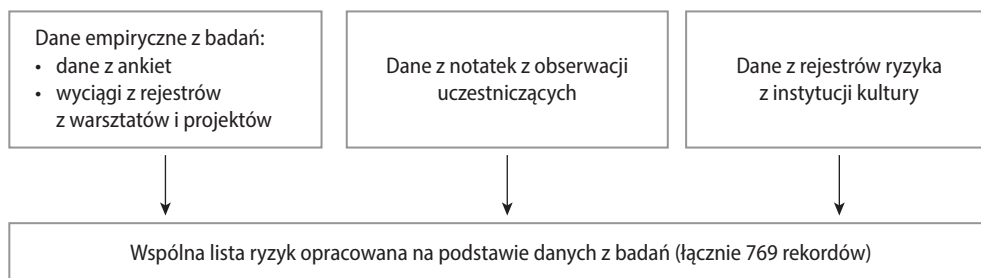 Dane empiryczne z badań:
• dane z ankiet
• wyciągi z rejestrów
z warsztatów i projektów
Dane z notatek z obserwacji
uczestniczących
Dane z rejestrów ryzyka
z instytucji kultury
Wspólna lista ryzyk opracowana na podstawie danych z badań (łącznie 769 rekordów)